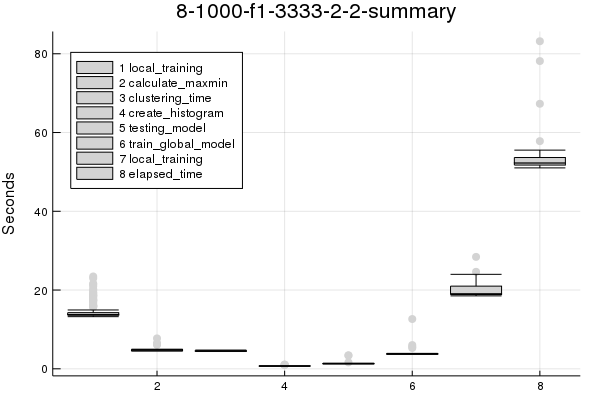 8-1000-f1-3333-2-2-summary
80
60
40
20
0
Seconds
1 local_training
2 calculate_maxmin
3 clustering_time
4 create_histogram
5 testing_model
6 train_global_model
7 local_training
8 elapsed_time
2 4 6 8